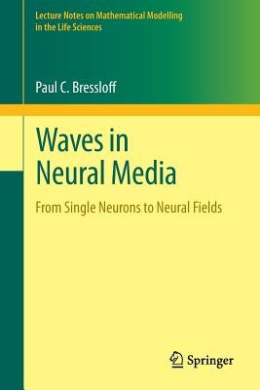 Lecture Notes on Mathematical Modelling
in the Life Sciences
Paul C. Bressloff
Waves in
Neural Media
From Single Neurons to Neural Fields
Springer